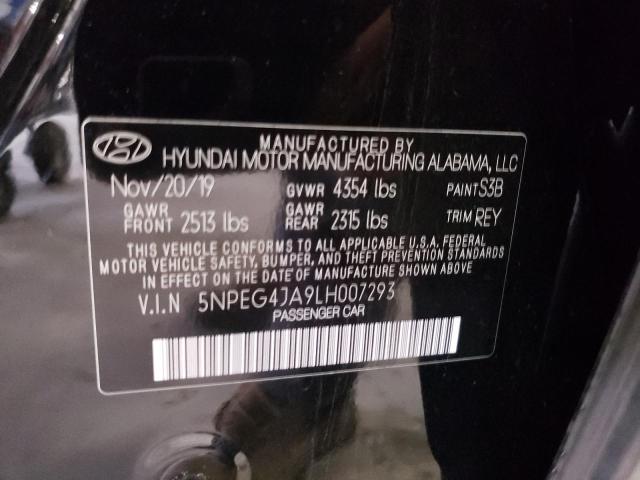 MANUFACTURED BY
HYUNDAI MOTOR MANUFACTURING ALABAMA, LLC
Nov/20/19 GVWR 4354 lbs PAINT S3B
GAWR FRONT 2513 lbs GAWR REAR 2315 lbs TRIM REY
THIS VEHICLE CONFORMS TO ALL APPLICABLE U.S.A. FEDERAL
MOTOR VEHICLE SAFETY, BUMPER, AND THEFT PREVENTION STANDARDS
IN EFFECT ON THE DATE OF MANUFACTURE SHOWN ABOVE
V.I.N 5NPEG4JA9LH007293
PASSENGER CAR